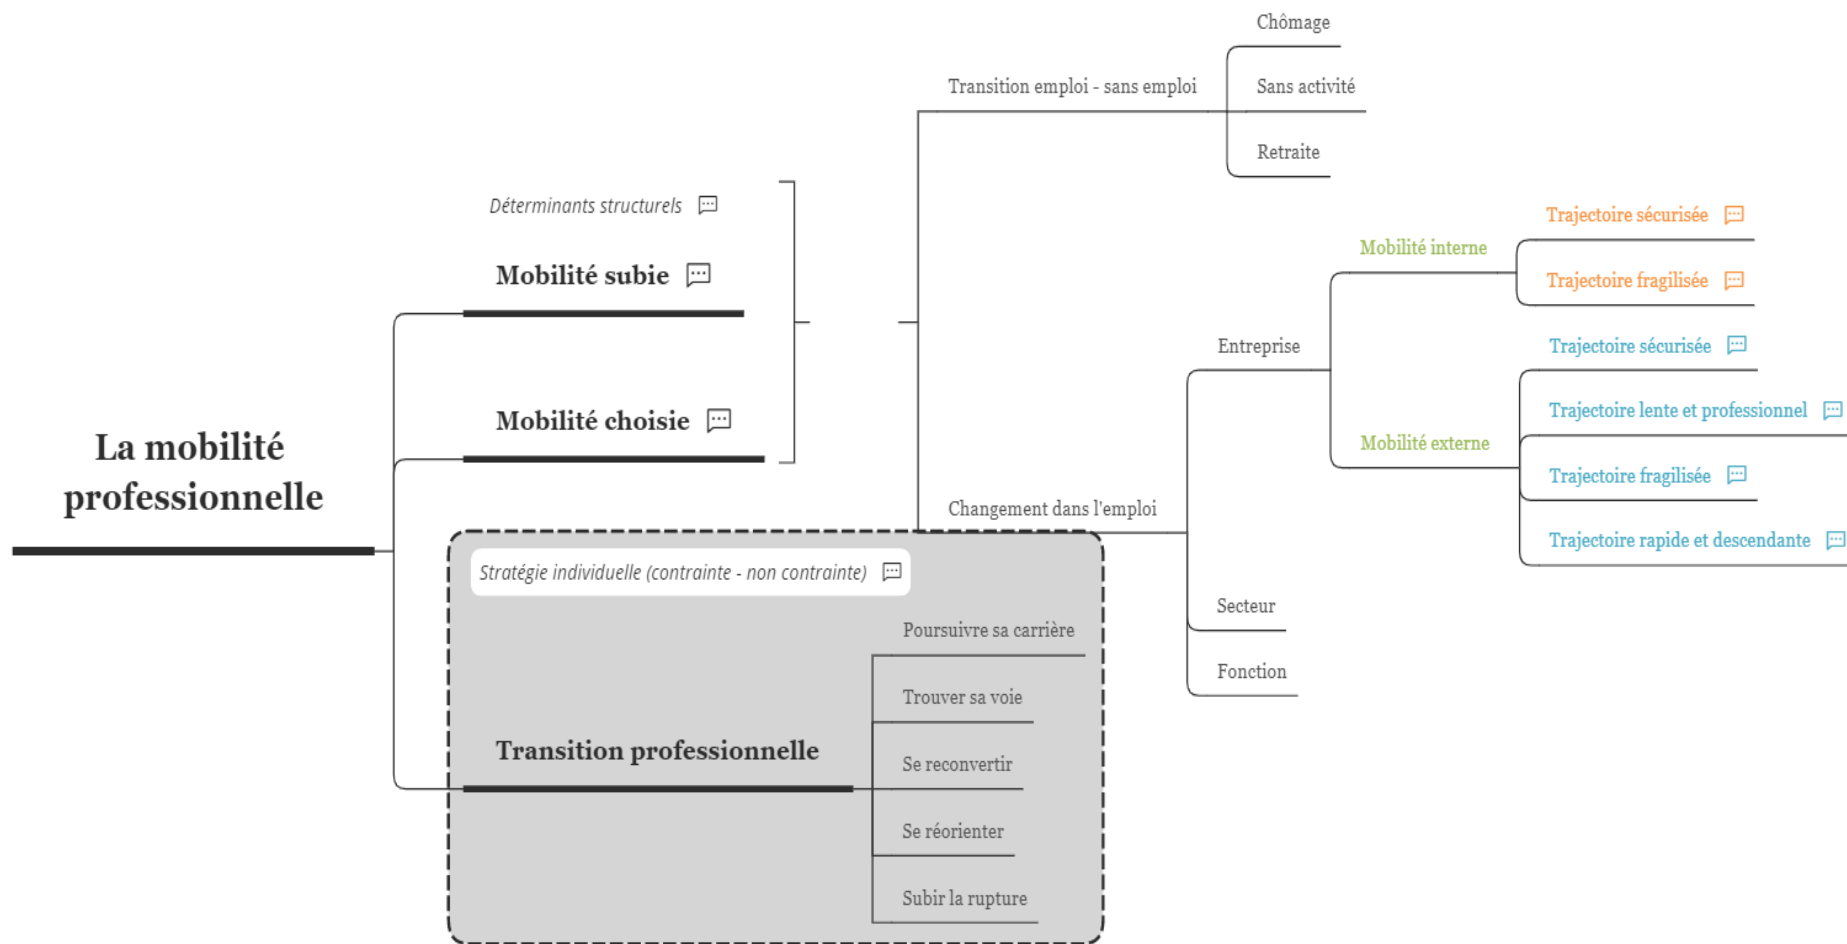 La mobilité
professionnelle
Déterminants structurels
Mobilité subie
Mobilité choisie
Transition emploi - sans emploi
Chômage
Sans activité
Retraite
Changement dans l'emploi
Entreprise
Mobilité interne
Trajectoire sécurisée
Trajectoire fragilisée
Mobilité externe
Trajectoire sécurisée
Trajectoire lente et professionnel
Trajectoire fragilisée
Trajectoire rapide et descendante
Secteur
Fonction
Stratégie individuelle (contrainte - non contrainte)
Transition professionnelle
Poursuivre sa carrière
Trouver sa voie
Se reconvertir
Se réorienter
Subir la rupture